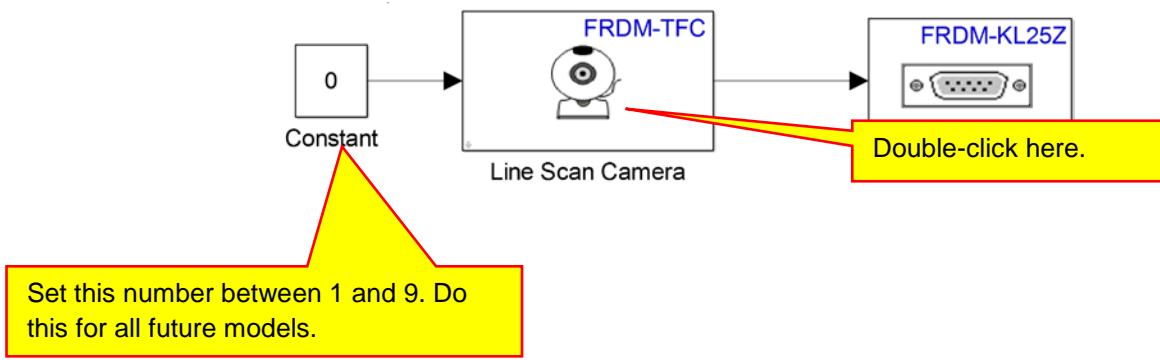 FRDM-TFC
FRDM-KL25Z
0
Constant
Line Scan Camera
Double-click here.
Set this number between 1 and 9. Do
this for all future models.